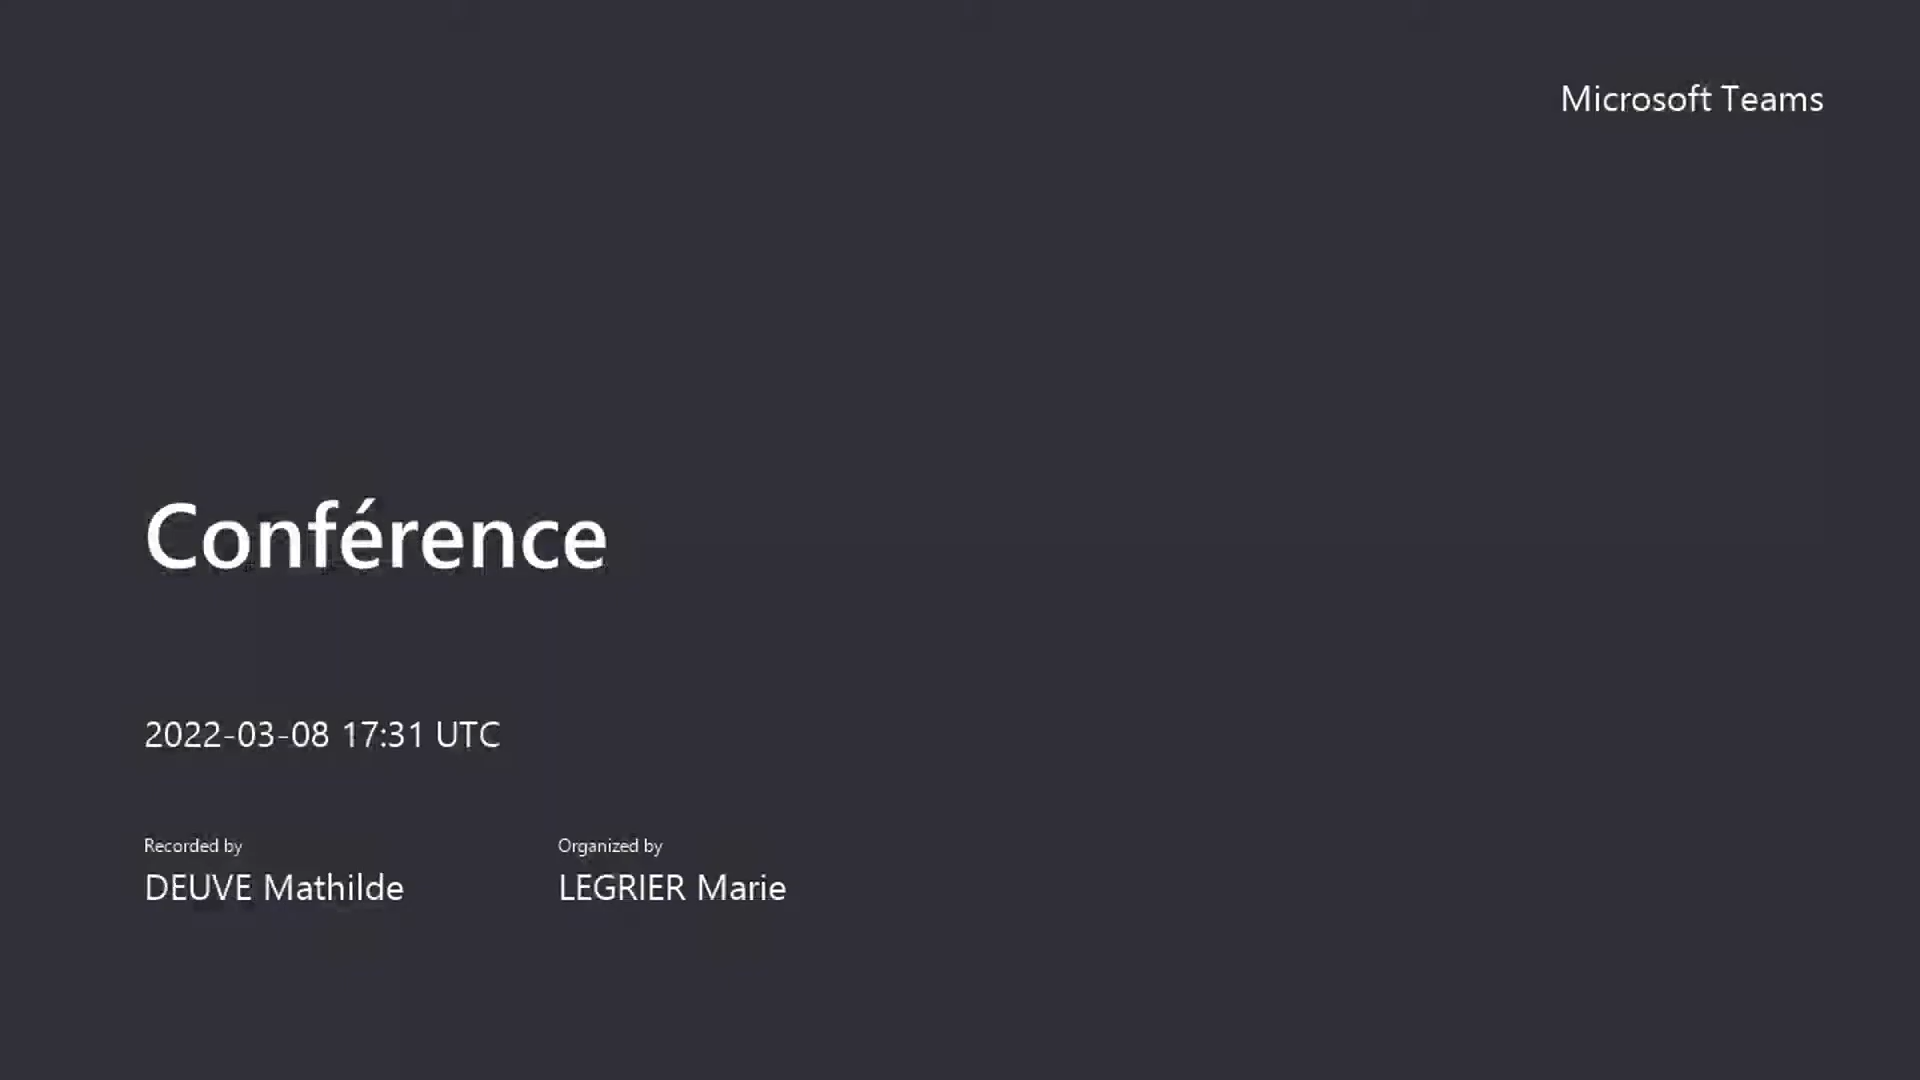 Microsoft Teams
Conférence
2022-03-08 17:31 UTC
Recorded by
DEUVE Mathilde
Organized by
LEGRIER Marie